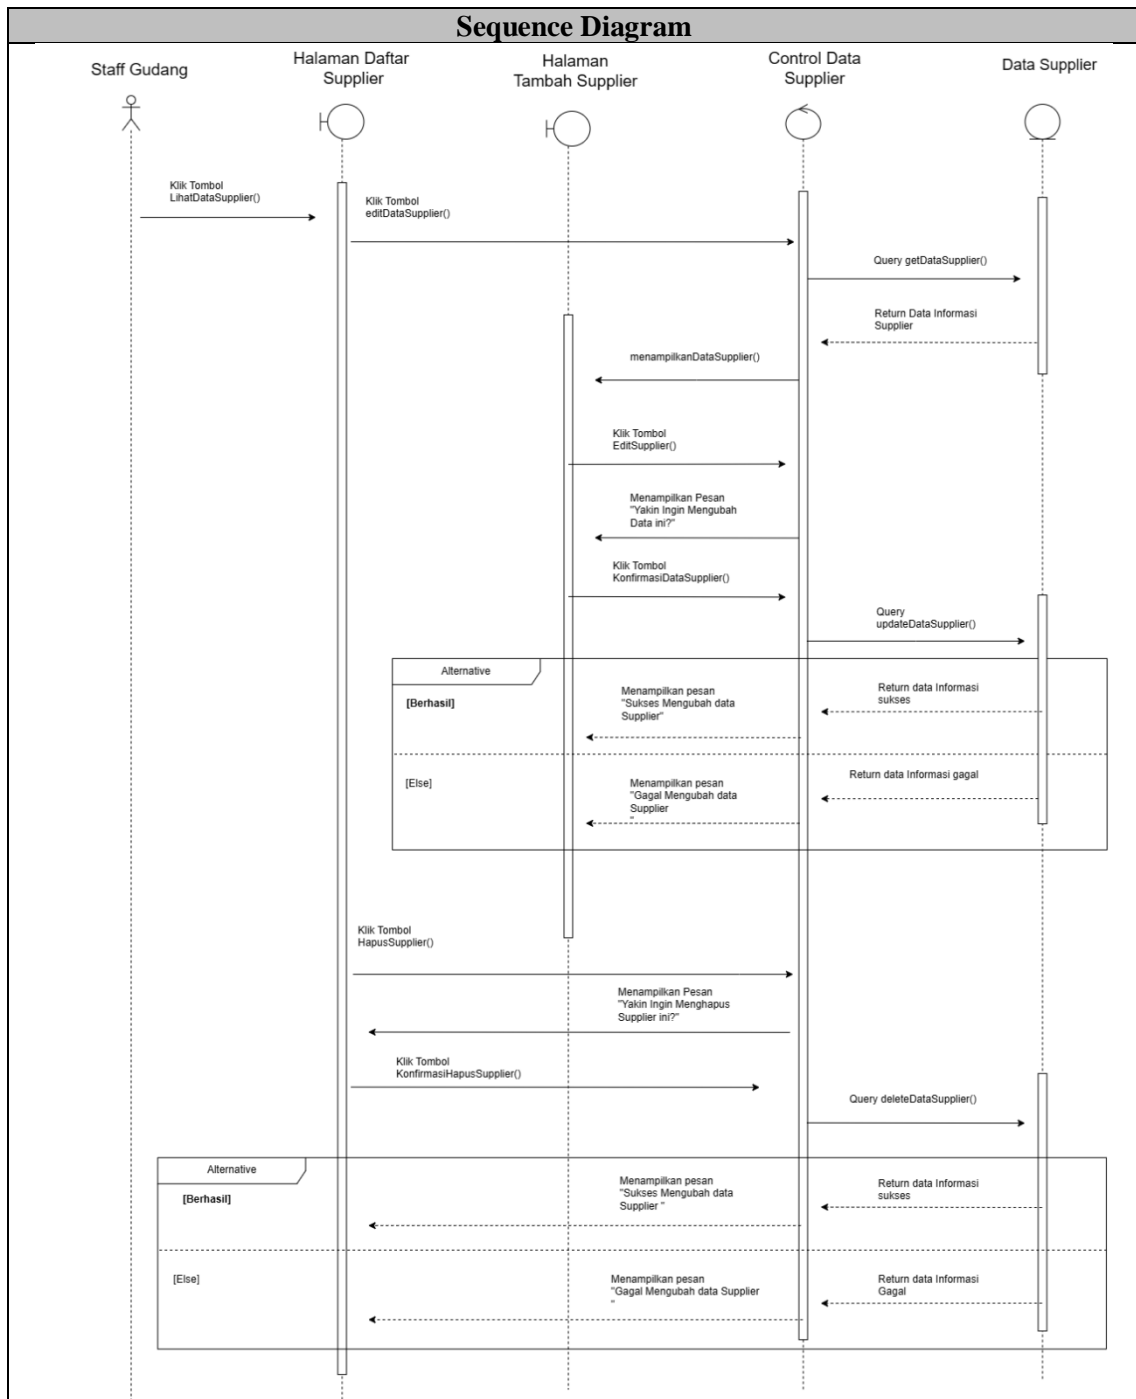 Sequence Diagram
Staff Gudang
Halaman Daftar
Supplier
Halaman
Tambah Supplier
Control Data
Supplier
Data Supplier
Klik Tombol
LihatDataSupplier()
Klik Tombol
editDataSupplier()
Query getDataSupplier()
Return Data Informasi
Supplier
menampilkanDataSupplier()
Klik Tombol
EditSupplier()
Menampilkan Pesan
"Yakin Ingin Mengubah
Data ini?"
Klik Tombol
KonfirmasiDataSupplier()
Query
updateDataSupplier()
Alternative
[Berhasil]
Menampilkan pesan
"Sukses Mengubah data
Supplier"
Return data Informasi
sukses
[Else]
Menampilkan pesan
"Gagal Mengubah data
Supplier
"
Return data Informasi gagal
Klik Tombol
HapusSupplier()
Menampilkan Pesan
"Yakin Ingin Menghapus
Supplier ini?"
Klik Tombol
KonfirmasiHapusSupplier()
Query deleteDataSupplier()
Alternative
[Berhasil]
Menampilkan pesan
"Sukses Mengubah data
Supplier "
Return data Informasi
sukses
[Else]
Menampilkan pesan
"Gagal Mengubah data Supplier
"
Return data Informasi
Gagal